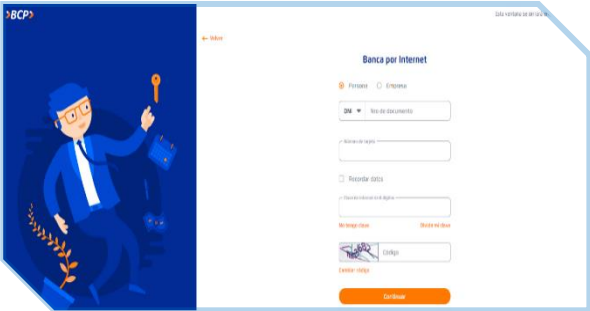 ›BCP›
Esta ventana se cerrará en
← Volver
Banca por Internet
Persona Empresa
DNI Nro de documento
Número de tarjeta
Recordar datos
Clave de internet de 6 dígitos
No tengo clave Olvidé mi clave
Código
Cambiar código
Continuar